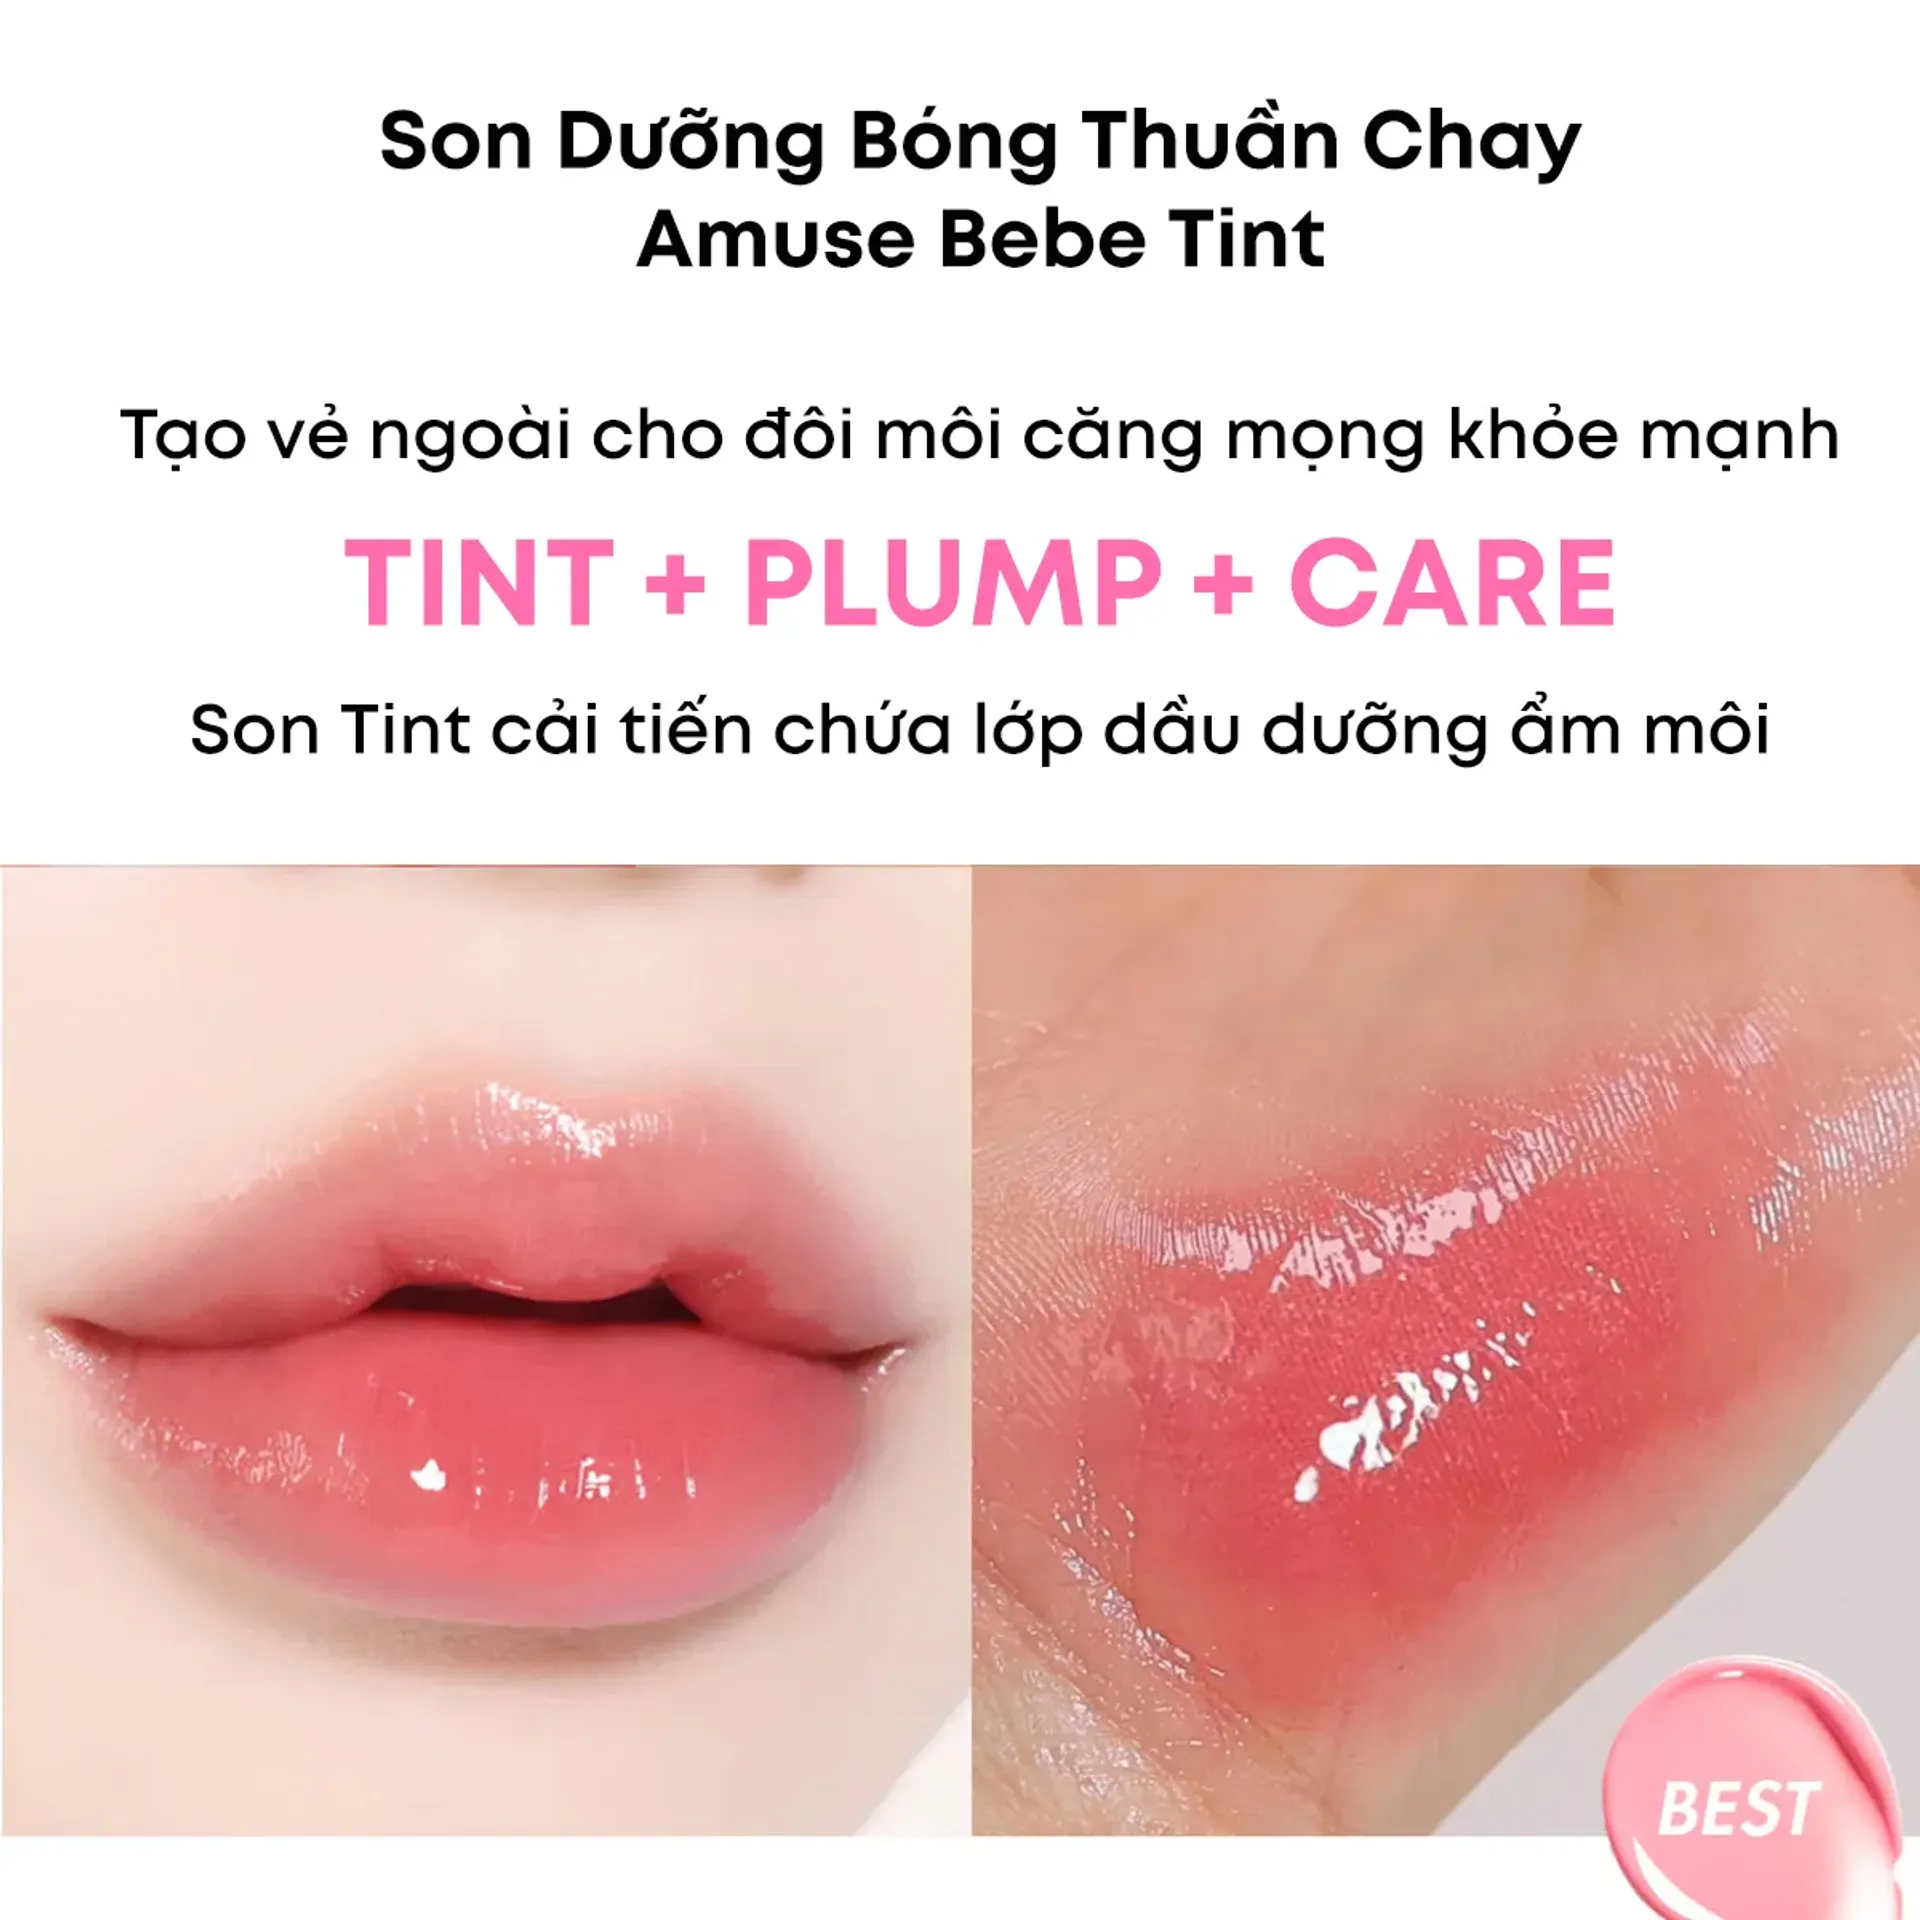 Son Dưỡng Bóng Thuần Chay
Amuse Bebe Tint
Tạo vẻ ngoài cho đôi môi căng mọng khỏe mạnh
TINT + PLUMP + CARE
Son Tint cải tiến chứa lớp dầu dưỡng ẩm môi
BEST